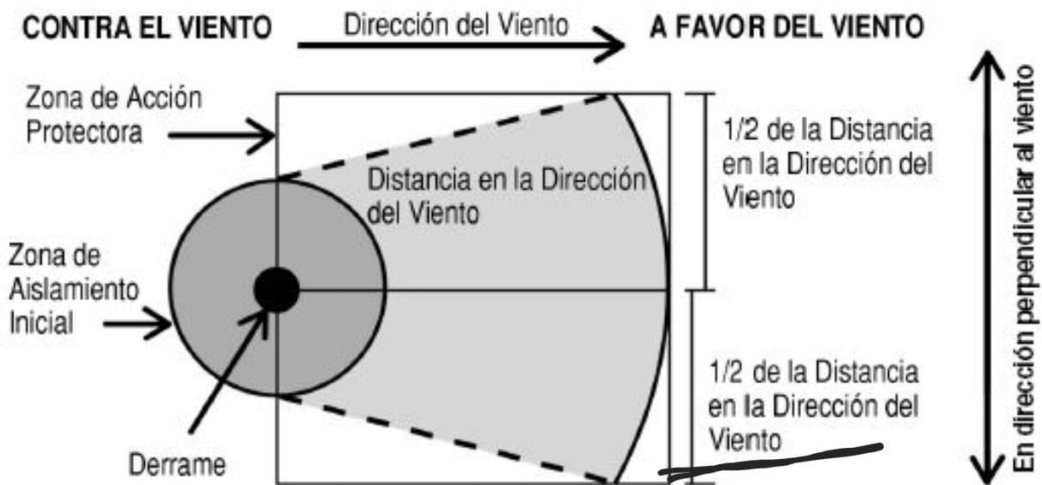 CONTRA EL VIENTO
Dirección del Viento
A FAVOR DEL VIENTO
Zona de Acción
Protectora
Distancia en la Dirección
del Viento
1/2 de la Distancia
en la Dirección del
Viento
Zona de
Aislamiento
Inicial
1/2 de la Distancia
en la Dirección del
Viento
Derrame
En dirección perpendicular al viento